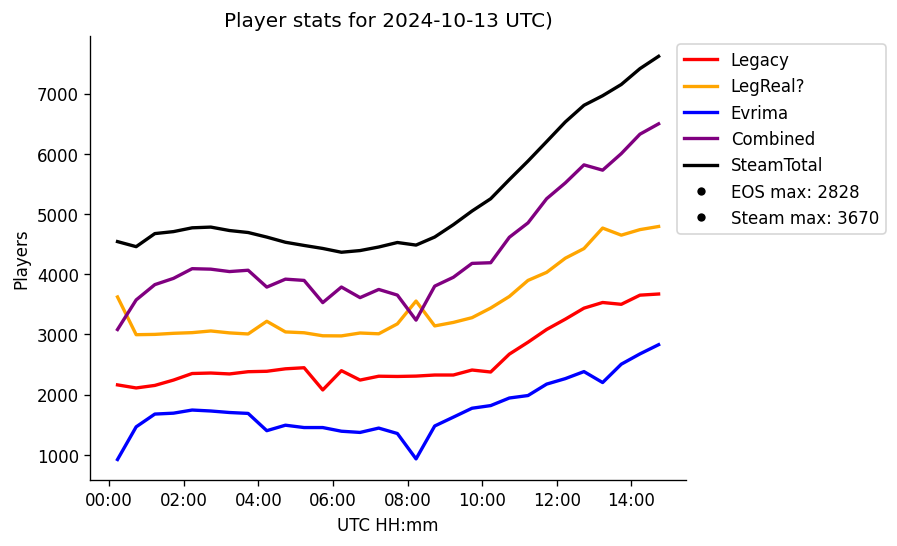 Player stats for 2024-10-13 UTC)
Players
7000
6000
5000
4000
3000
2000
1000
00:00 02:00 04:00 06:00 08:00 10:00 12:00 14:00
UTC HH:mm
Legacy
LegReal?
Evrima
Combined
SteamTotal
EOS max: 2828
Steam max: 3670